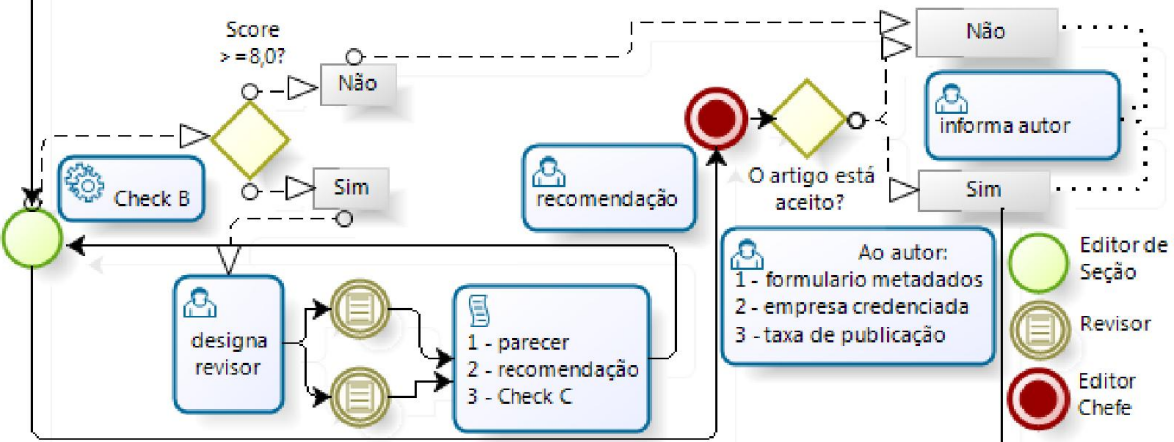 Score
>=8,0?
Não
Check B
Sim
designa
revisor
1 - parecer
2 - recomendação
3 - Check C
recomendação
O artigo está
aceito?
Não
informa autor
Sim
Ao autor:
1 - formulario metadados
2 - empresa credenciada
3 - taxa de publicação
Editor de
Seção
Revisor
Editor
Chefe